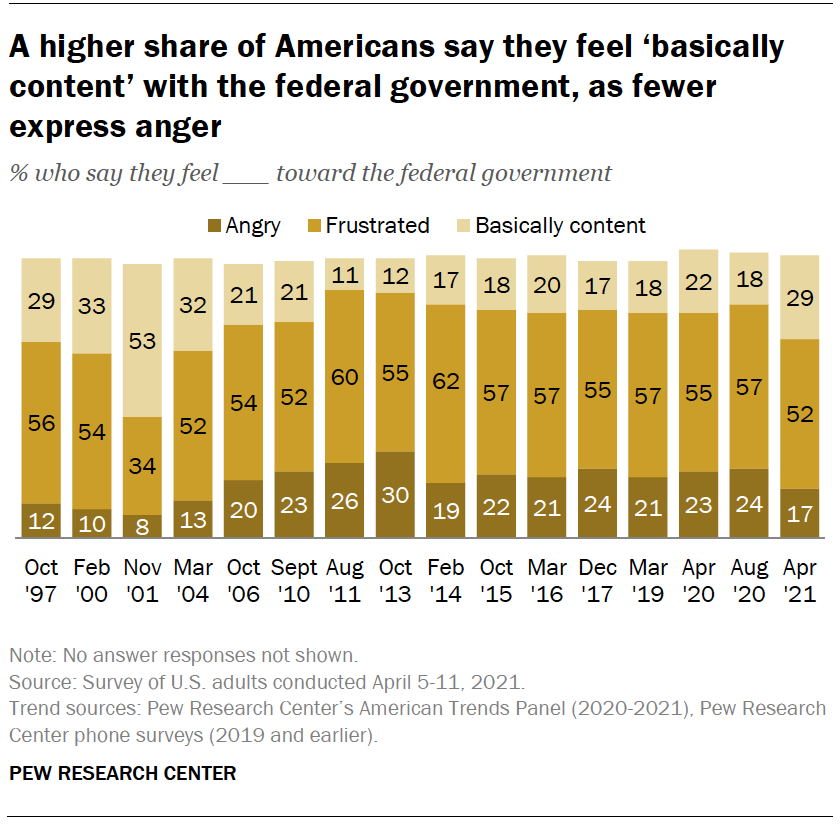 A higher share of Americans say they feel ‘basically
content’ with the federal government, as fewer
express anger
% who say they feel ___ toward the federal government
Angry Frustrated Basically content
29 33 53 32 21 21 11 12 17 18 20 17 18 22 18 29
56 54 34 52 54 52 60 55 62 57 57 55 57 55 57 52
12 10 8 13 20 23 26 30 19 22 21 24 21 23 24 17
Oct Feb Nov Mar Oct Sept Aug Oct Feb Oct Mar Dec Mar Apr Aug Apr
'97 '00 '01 '04 '06 '10 '11 '13 '14 '15 '16 '17 '19 '20 '20 '21
Note: No answer responses not shown.
Source: Survey of U.S. adults conducted April 5-11, 2021.
Trend sources: Pew Research Center’s American Trends Panel (2020-2021), Pew Research
Center phone surveys (2019 and earlier).
PEW RESEARCH CENTER